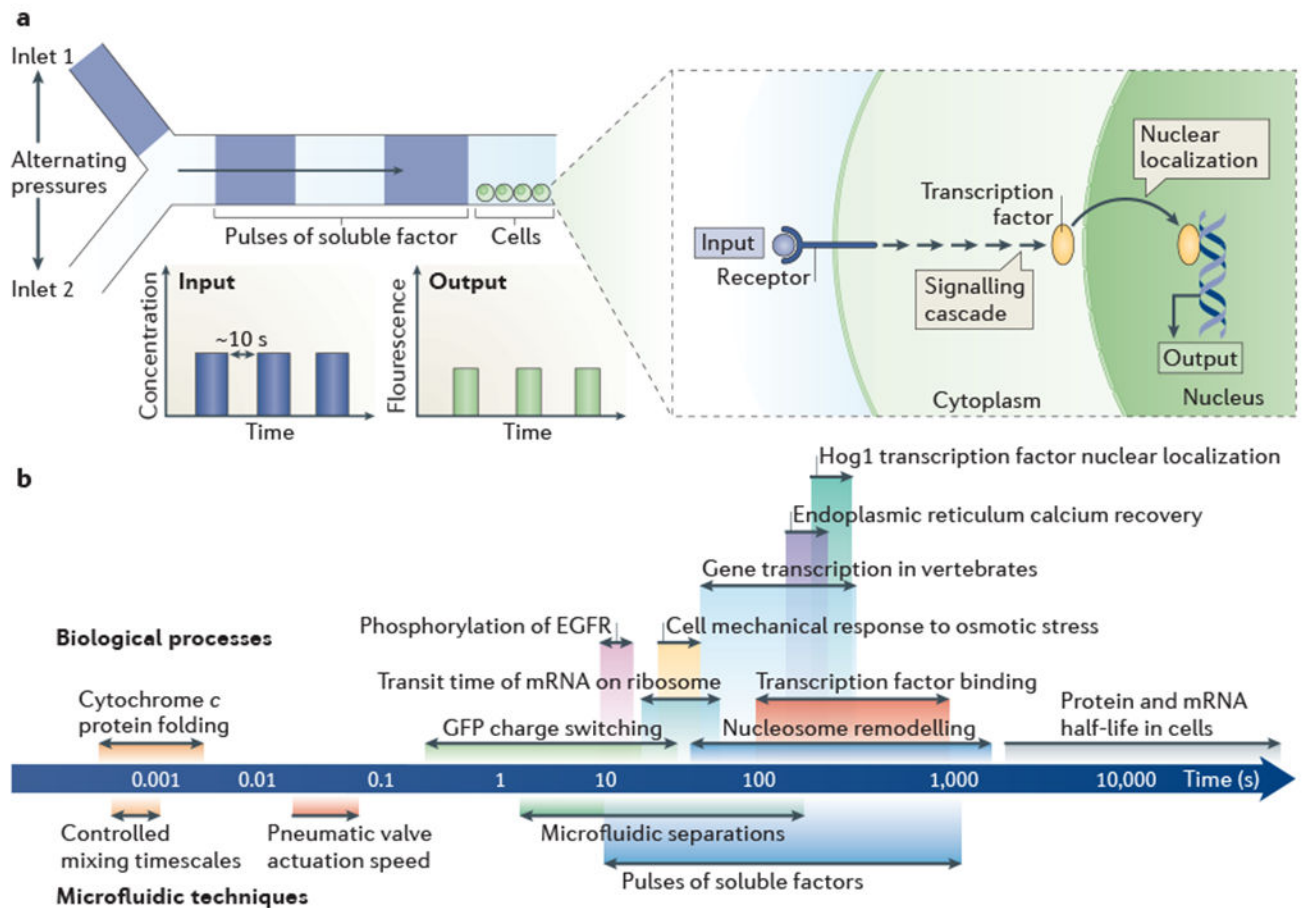 a
Inlet 1
Alternating
pressures
Inlet 2
Pulses of soluble factor
Cells
Input
Concentration
~10 s
Time
Output
Flourescence
Time
Input
Receptor
Transcription
factor
Signalling
cascade
Nuclear
localization
Output
Cytoplasm
Nucleus
b
Hog1 transcription factor nuclear localization
Endoplasmic reticulum calcium recovery
Gene transcription in vertebrates
Biological processes
Phosphorylation of EGFR
Cell mechanical response to osmotic stress
Cytochrome c
protein folding
Transit time of mRNA on ribosome
Transcription factor binding
Protein and mRNA
half-life in cells
GFP charge switching
Nucleosome remodelling
0.001 0.01 0.1 1 10 100 1,000 10,000 Time (s)
Controlled
mixing timescales
Pneumatic valve
actuation speed
Microfluidic separations
Pulses of soluble factors
Microfluidic techniques